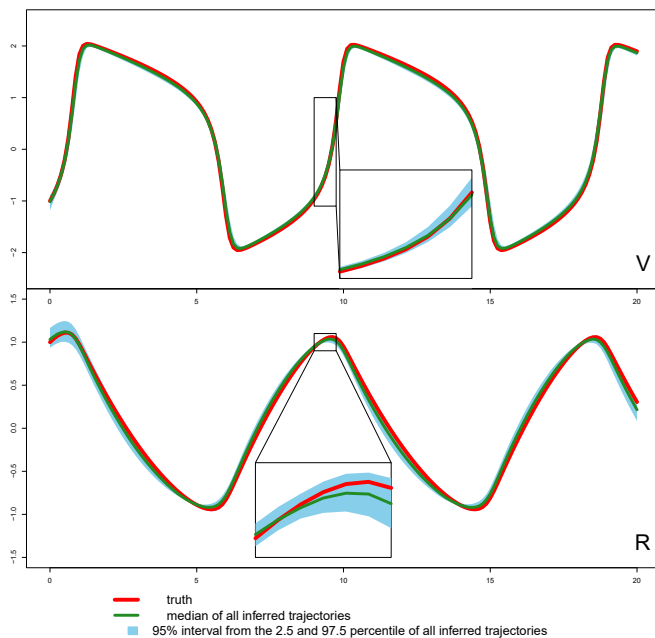 2
1
0
-1
-2
V
0 5 10 15 20
1.5
1.0
0.5
0.0
-0.5
-1.0
-1.5
R
0 5 10 15 20
truth
median of all inferred trajectories
95% interval from the 2.5 and 97.5 percentile of all inferred trajectories